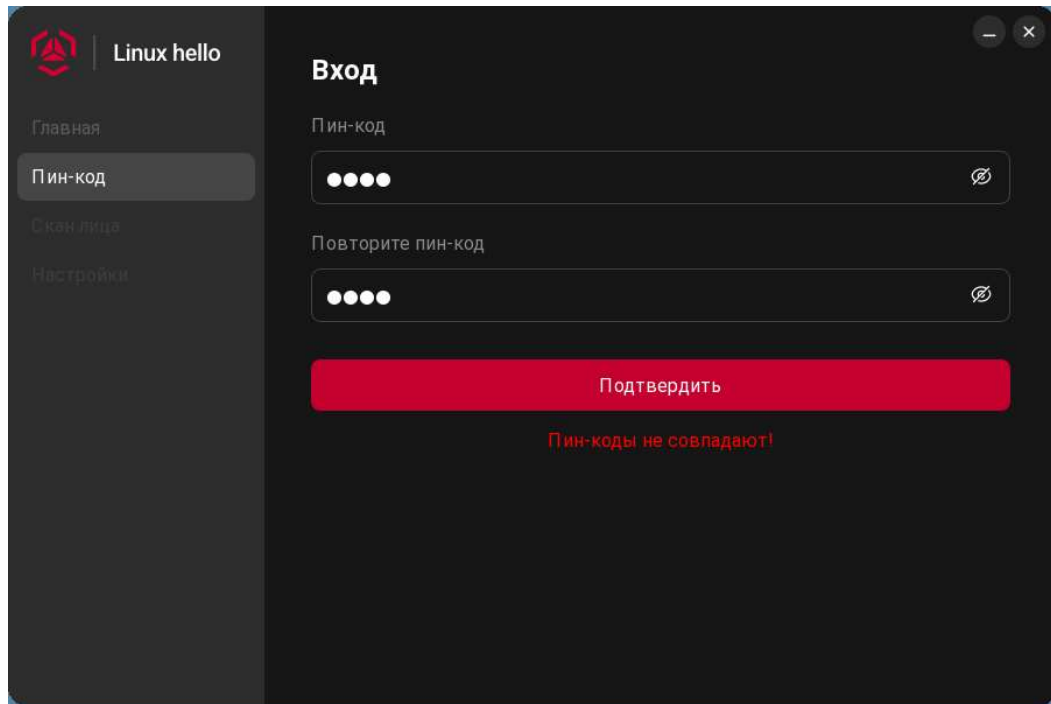 Linux hello
Главная
Пин-код
Скан лица
Настройки
Вход
Пин-код
Повторите пин-код
Подтвердить
Пин-коды не совпадают!